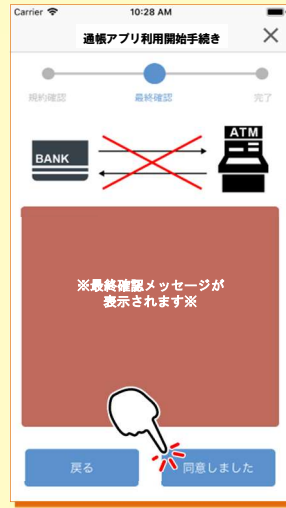 Carrier 10:28 AM
通帳アプリ利用開始手続き
規約確認 最終確認 完了
ATM
BANK
※最終確認メッセージが
表示されます※
戻る 同意しました